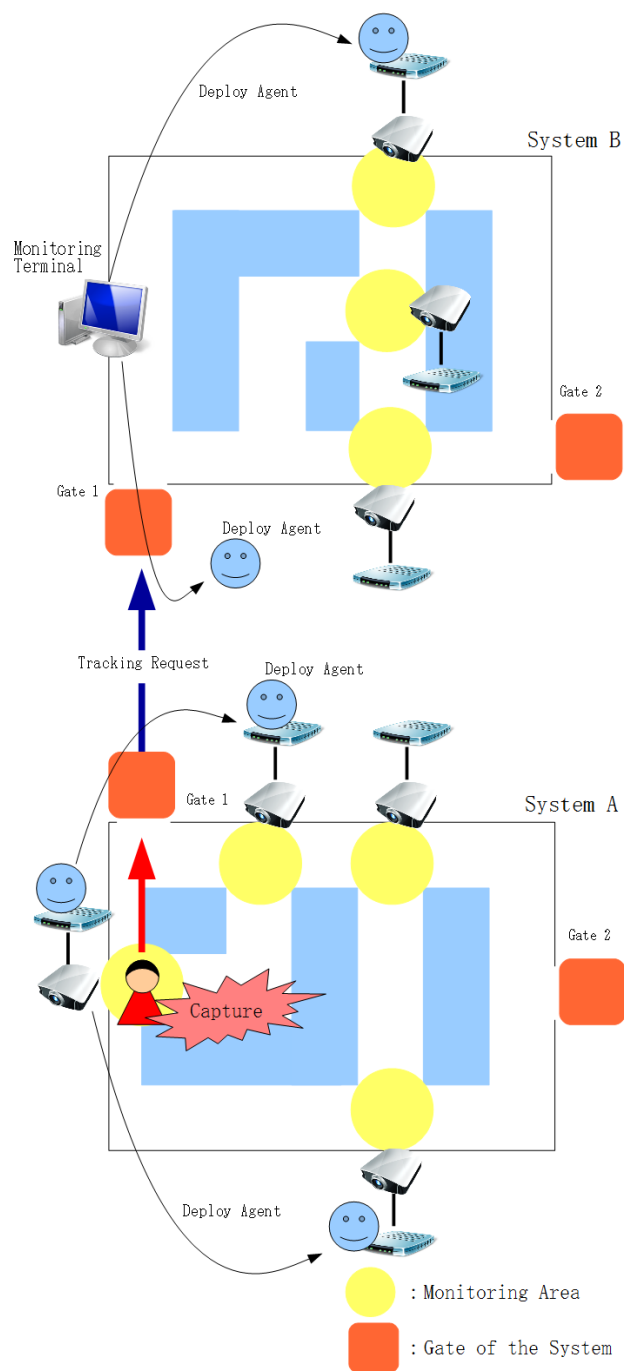 Deploy Agent
System B
Monitoring
Terminal
Gate 2
Gate 1
Deploy Agent
Tracking Request
Deploy Agent
Gate 1
System A
Gate 2
Capture
Deploy Agent
: Monitoring Area
: Gate of the System